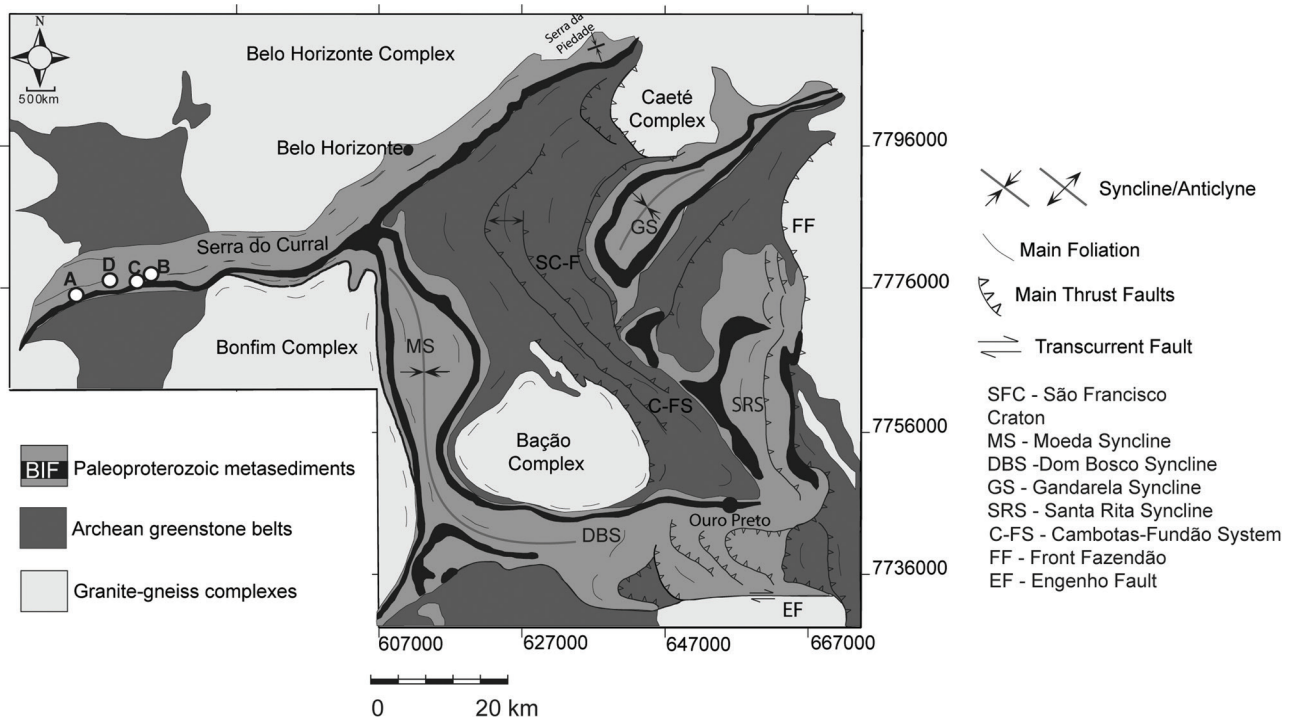 N
500km
Belo Horizonte Complex
Serra da
Piedade
Caeté
Complex
Belo Horizonte
7796000
Syncline/Anticlyne
GS
FF
Serra do Curral
Main Foliation
A
D
C
B
SC-F
7776000
Main Thrust Faults
Bonfim Complex
MS
Transcurrent Fault
C-FS
SRS
SFC - São Francisco
Craton
7756000
MS - Moeda Syncline
Bação
Complex
BIF
Paleoproterozoic metasediments
DBS -Dom Bosco Syncline
GS - Gandarela Syncline
SRS - Santa Rita Syncline
Ouro Preto
Archean greenstone belts
DBS
C-FS - Cambotas-Fundão System
FF - Front Fazendão
7736000
EF - Engenho Fault
Granite-gneiss complexes
EF
607000
627000
647000
667000
0
20 km